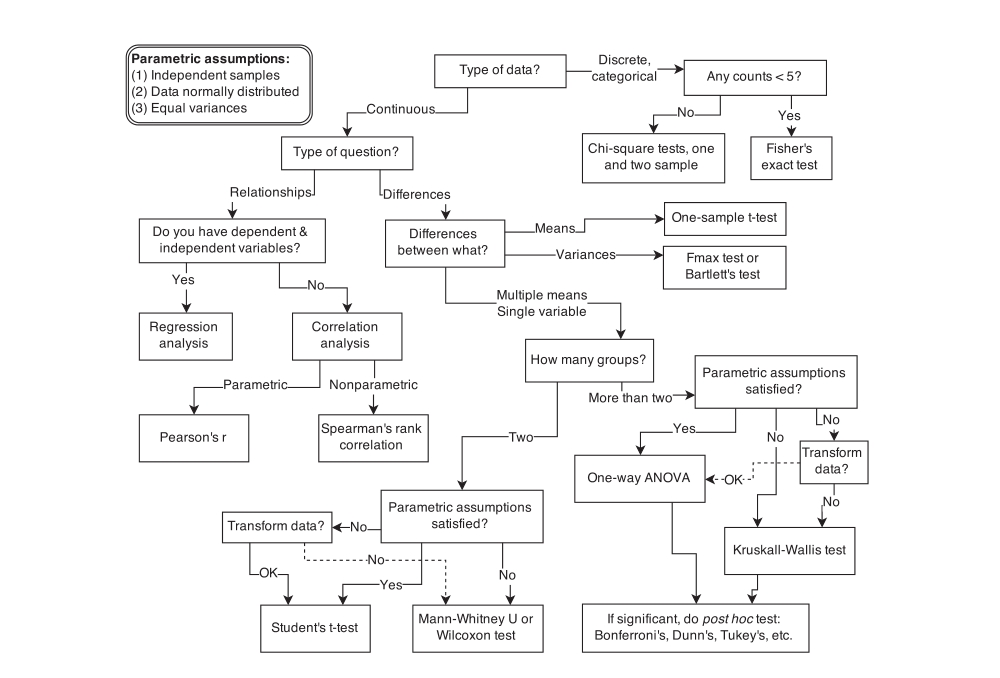 Parametric assumptions:
(1) Independent samples
(2) Data normally distributed
(3) Equal variances
Type of data?
Discrete,
categorical
Any counts < 5?
Continuous
No
Yes
Type of question?
Chi-square tests, one
and two sample
Fisher's
exact test
Relationships
Differences
Do you have dependent &
independent variables?
Differences
between what?
Means
One-sample t-test
Variances
Fmax test or
Bartlett's test
Yes
No
Multiple means
Single variable
Regression
analysis
Correlation
analysis
How many groups?
Parametric assumptions
satisfied?
Parametric
Nonparametric
More than two
Pearson's r
Spearman's rank
correlation
Two
Yes
No
No
Transform
data?
One-way ANOVA
OK
No
Parametric assumptions
satisfied?
Transform data?
No
No
Kruskall-Wallis test
OK
Yes
No
Student's t-test
Mann-Whitney U or
Wilcoxon test
If significant, do post hoc test:
Bonferroni's, Dunn's, Tukey's, etc.